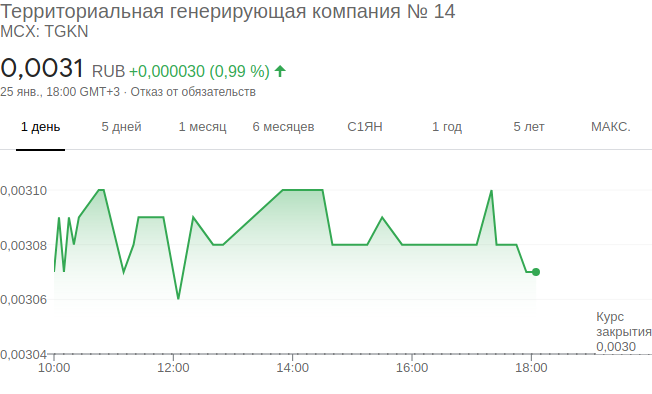 Территориальная генерирующая компания № 14
MCX: TGKN
0,0031 RUB +0,000030 (0,99 %)
25 янв., 18:00 GMT+3 · Отказ от обязательств
1 день 5 дней 1 месяц 6 месяцев С1ЯН 1 год 5 лет МАКС.
0,00310
0,00308
0,00306
Курс
закрытия
0,0030
0,00304
10:00 12:00 14:00 16:00 18:00